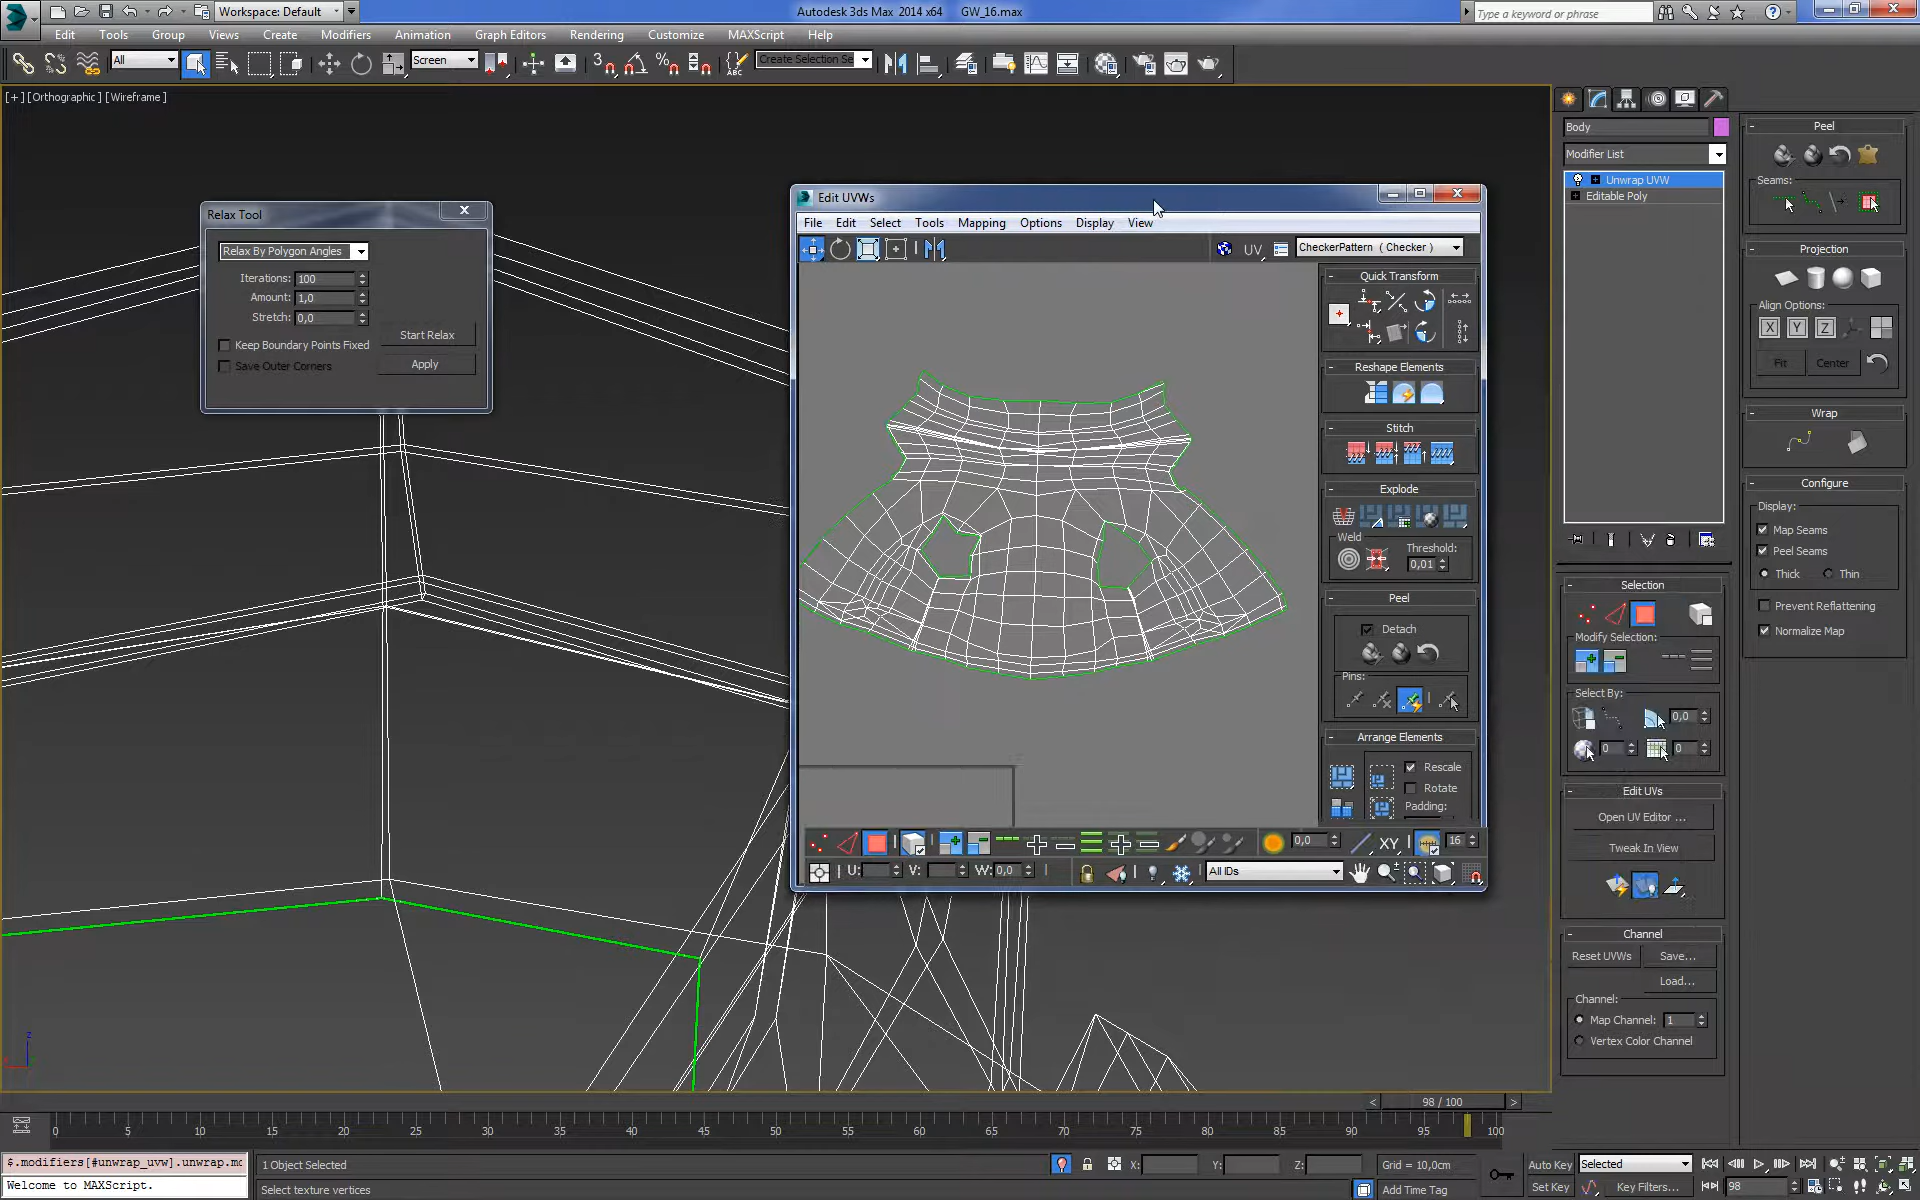 Workspace: Default
Autodesk 3ds Max 2014 x64 GW_16.max
Type a keyword or phrase
Edit Tools Group Views Create Modifiers Animation Graph Editors Rendering Customize MAXScript Help
All
Screen
Create Selection Se
[+] [Orthographic] [Wireframe]
Relax Tool
Relax By Polygon Angles
Iterations: 100
Amount: 1,0
Stretch: 0,0
Start Relax
Keep Boundary Points Fixed
Save Outer Corners
Apply
Edit UVWs
File Edit Select Tools Mapping Options Display View
UV
CheckerPattern ( Checker )
Quick Transform
Reshape Elements
Stitch
Explode
Weld
Threshold:
0,01
Peel
Detach
Pins:
Arrange Elements
Rescale
Rotate
Padding:
0,0
XY
16
U: V: W: 0,0
All IDs
Body
Modifier List
Unwrap UVW
Editable Poly
Selection
Modify Selection:
Select By:
0,0
0
0
Edit UVs
Open UV Editor ...
Tweak In View
Channel
Reset UVWs Save...
Load...
Channel:
Map Channel: 1
Vertex Color Channel
Peel
Seams:
Projection
Align Options:
X Y Z
Fit Center
Wrap
Configure
Display:
Map Seams
Peel Seams
Thick Thin
Prevent Reflattening
Normalize Map
z
< 98 / 100 >
0 5 10 15 20 25 30 35 40 45 50 55 60 65 70 75 80 85 90 95 100
$.modifiers[#unwrap_uvw].unwrap.mo
Welcome to MAXScript.
1 Object Selected
Select texture vertices
X: Y: Z:
Grid = 10,0cm
Add Time Tag
Auto Key Selected
Set Key Key Filters...
98